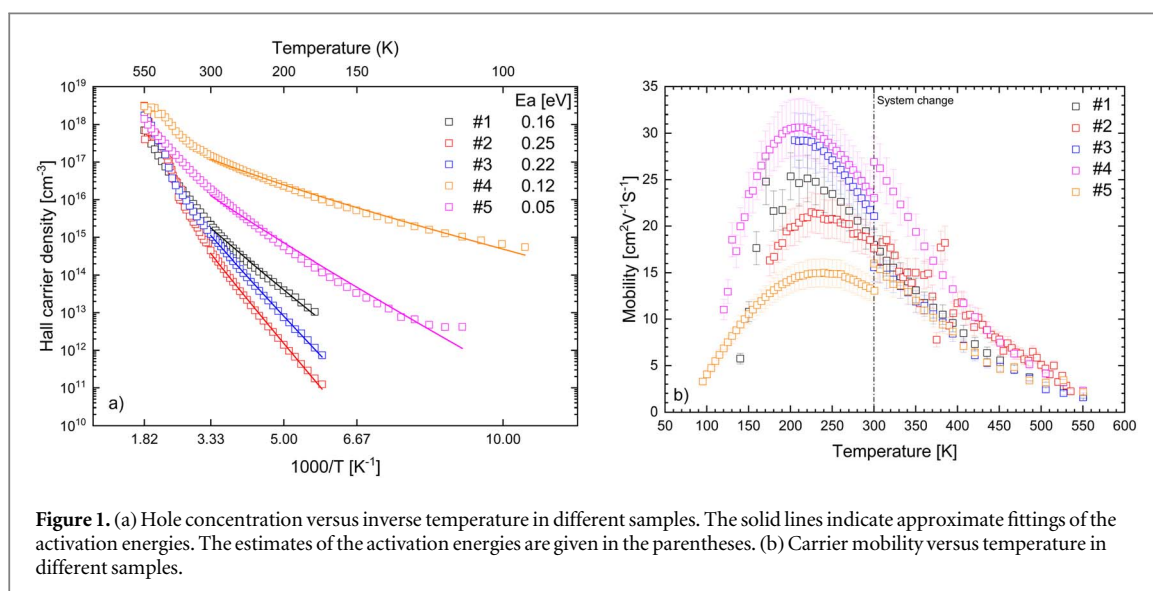 Temperature (K)
550 300 200 150 100
10^19
10^18
10^17
10^16
10^15
10^14
10^13
10^12
10^11
10^10
Hall carrier density [cm^-3]
Ea [eV]
#1 0.16
#2 0.25
#3 0.22
#4 0.12
#5 0.05
a)
1.82 3.33 5.00 6.67 10.00
1000/T [K^-1]
35
30
25
20
15
10
5
0
Mobility [cm^2V^-1S^-1]
System change
#1
#2
#3
#4
#5
b)
50 100 150 200 250 300 350 400 450 500 550 600
Temperature [K]
Figure 1. (a) Hole concentration versus inverse temperature in different samples. The solid lines indicate approximate fittings of the
activation energies. The estimates of the activation energies are given in the parentheses. (b) Carrier mobility versus temperature in
different samples.